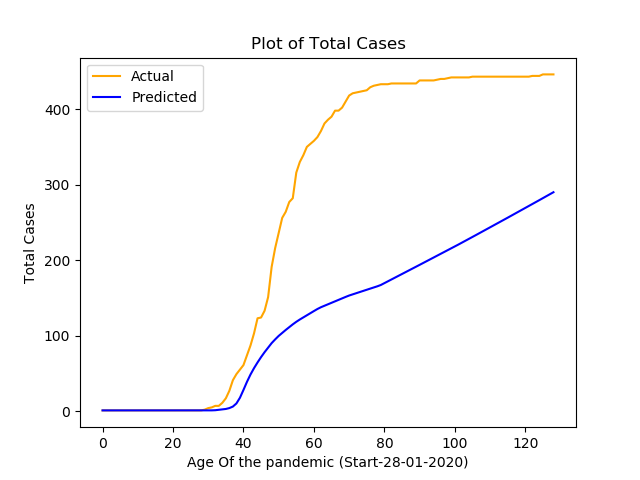 Plot of Total Cases
Actual
Predicted
400
300
200
100
0
Total Cases
0 20 40 60 80 100 120
Age Of the pandemic (Start-28-01-2020)